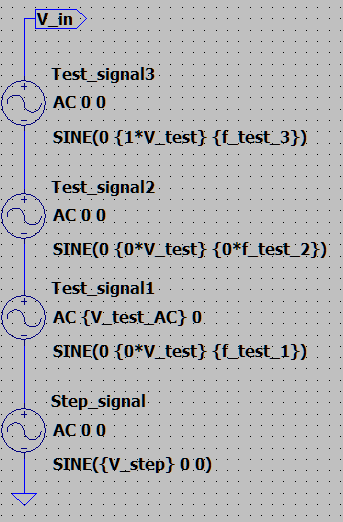 V_in
Test_signal3
AC 0 0
SINE(0 {1*V_test} {f_test_3})
Test_signal2
AC 0 0
SINE(0 {0*V_test} {0*f_test_2})
Test_signal1
AC {V_test_AC} 0
SINE(0 {0*V_test} {f_test_1})
Step_signal
AC 0 0
SINE({V_step} 0 0)